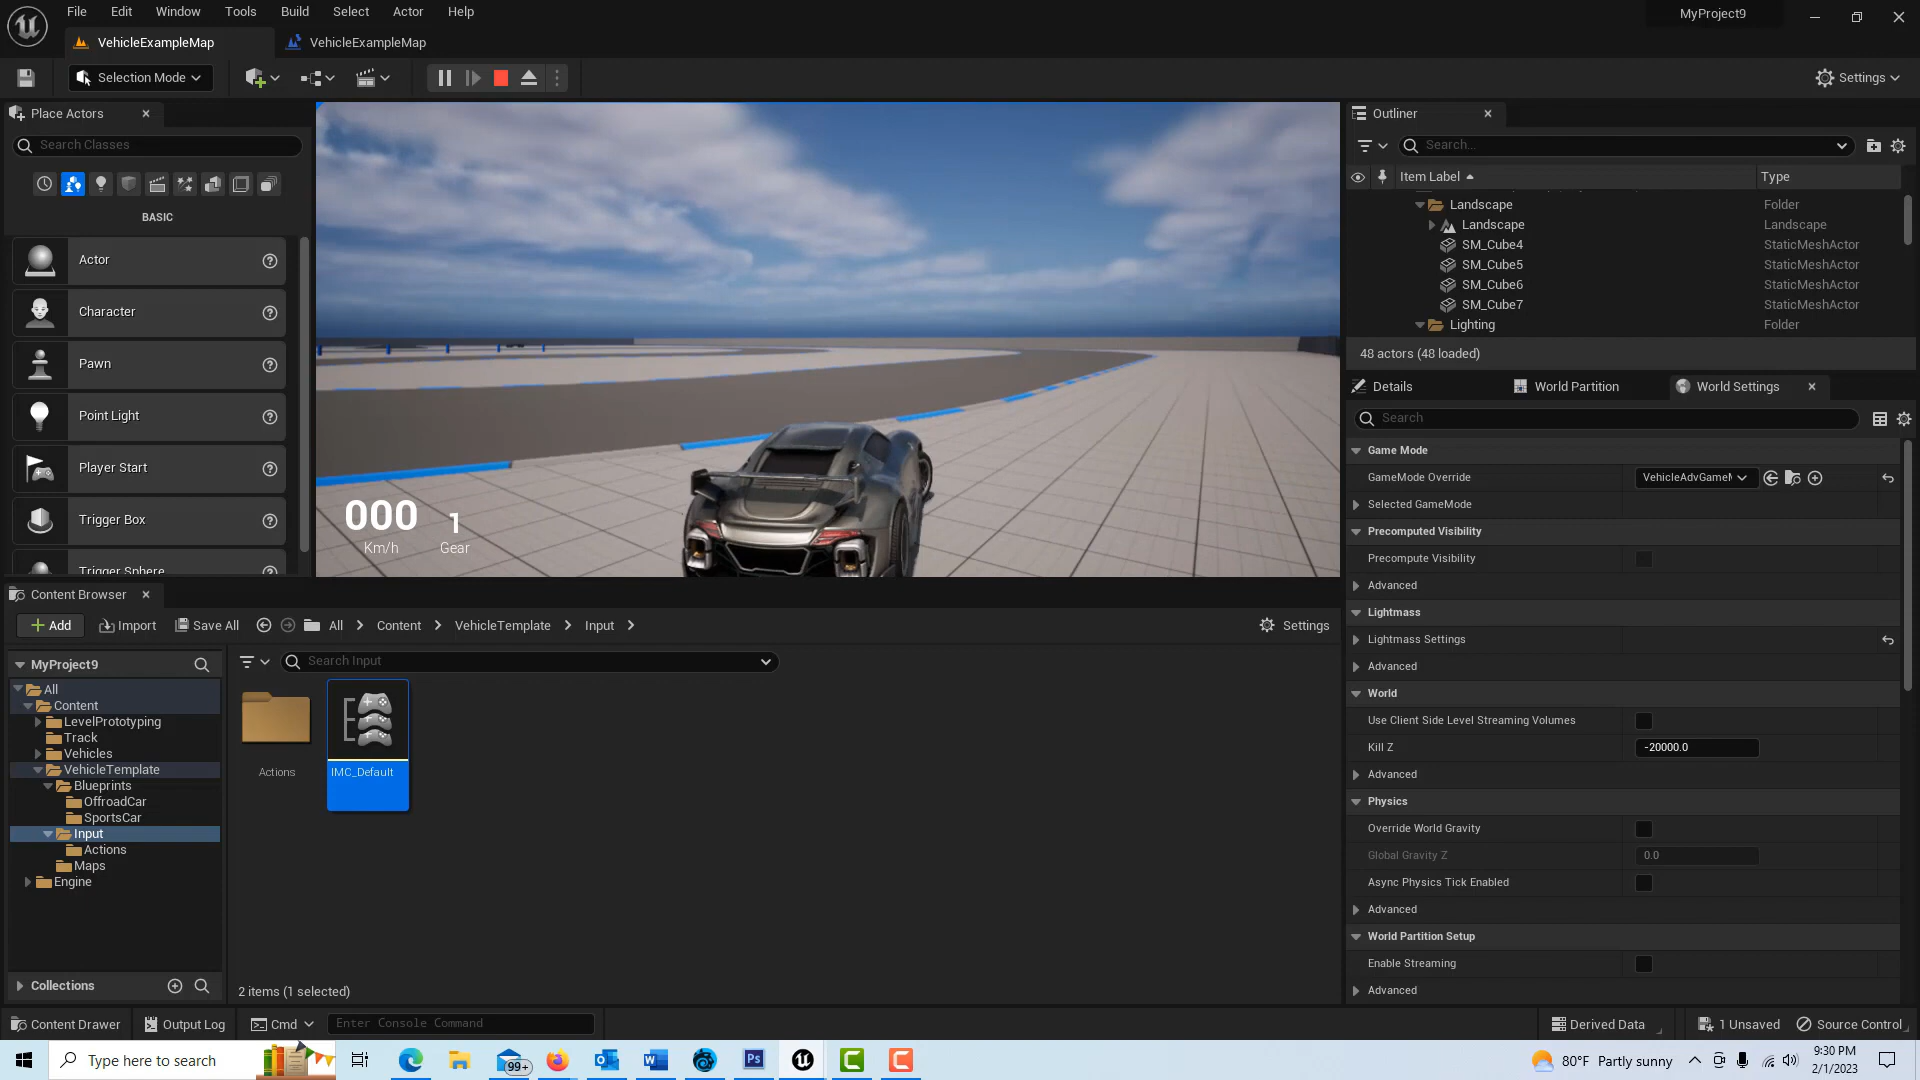 File Edit Window Tools Build Select Actor Help
MyProject9
VehicleExampleMap
VehicleExampleMap
Selection Mode
Settings
Place Actors
Search Classes
BASIC
Actor
Character
Pawn
Point Light
Player Start
Trigger Box
Trigger Sphere
000
Km/h
1
Gear
Outliner
Search...
Item Label
Type
Landscape Folder
Landscape Landscape
SM_Cube4 StaticMeshActor
SM_Cube5 StaticMeshActor
SM_Cube6 StaticMeshActor
SM_Cube7 StaticMeshActor
Lighting Folder
48 actors (48 loaded)
Details
World Partition
World Settings
Search
Game Mode
GameMode Override VehicleAdvGameM
Selected GameMode
Precomputed Visibility
Precompute Visibility
Advanced
Lightmass
Lightmass Settings
Advanced
World
Use Client Side Level Streaming Volumes
Kill Z -20000.0
Advanced
Physics
Override World Gravity
Global Gravity Z 0.0
Async Physics Tick Enabled
Advanced
World Partition Setup
Enable Streaming
Advanced
Content Browser
Add Import Save All All Content VehicleTemplate Input
Settings
MyProject9
Search Input
All
Content
LevelPrototyping
Track
Vehicles
VehicleTemplate
Blueprints
OffroadCar
SportsCar
Input
Actions
Maps
Engine
Actions
IMC_Default
Collections
2 items (1 selected)
Content Drawer
Output Log
Cmd
Enter Console Command
Derived Data
1 Unsaved
Source Control
Type here to search
99+
80°F Partly sunny
9:30 PM
2/1/2023